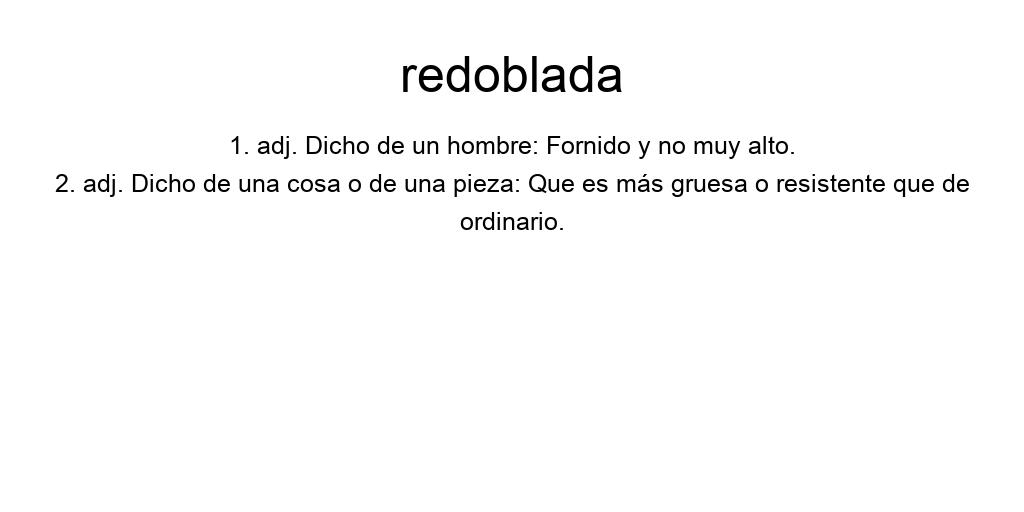 redoblada
1. adj. Dicho de un hombre: Fornido y no muy alto.
2. adj. Dicho de una cosa o de una pieza: Que es más gruesa o resistente que de
ordinario.